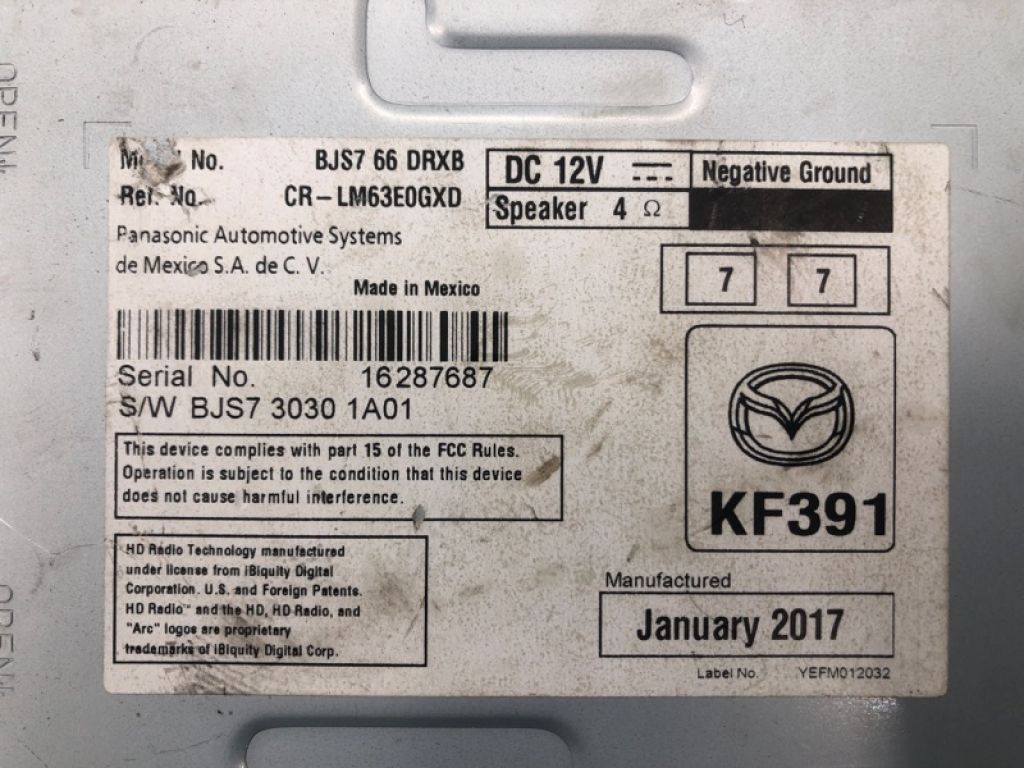 OPEN
No. BJS7 66 DRXB
Ref. No. CR-LM63E0GXD
DC 12V
Negative Ground
Speaker 4 Ω
Panasonic Automotive Systems
de Mexico S.A. de C. V.
Made in Mexico
7 7
Serial No. 16287687
S/W BJS7 3030 1A01
This device complies with part 15 of the FCC Rules.
Operation is subject to the condition that this device
does not cause harmful interference.
KF391
HD Radio Technology manufactured
under license from iBiquity Digital
Corporation. U.S. and Foreign Patents.
HD Radio™ and the HD, HD Radio, and
"Arc" logos are proprietary
trademarks of iBiquity Digital Corp.
Manufactured
January 2017
Label No. YEFM012032
OPEN